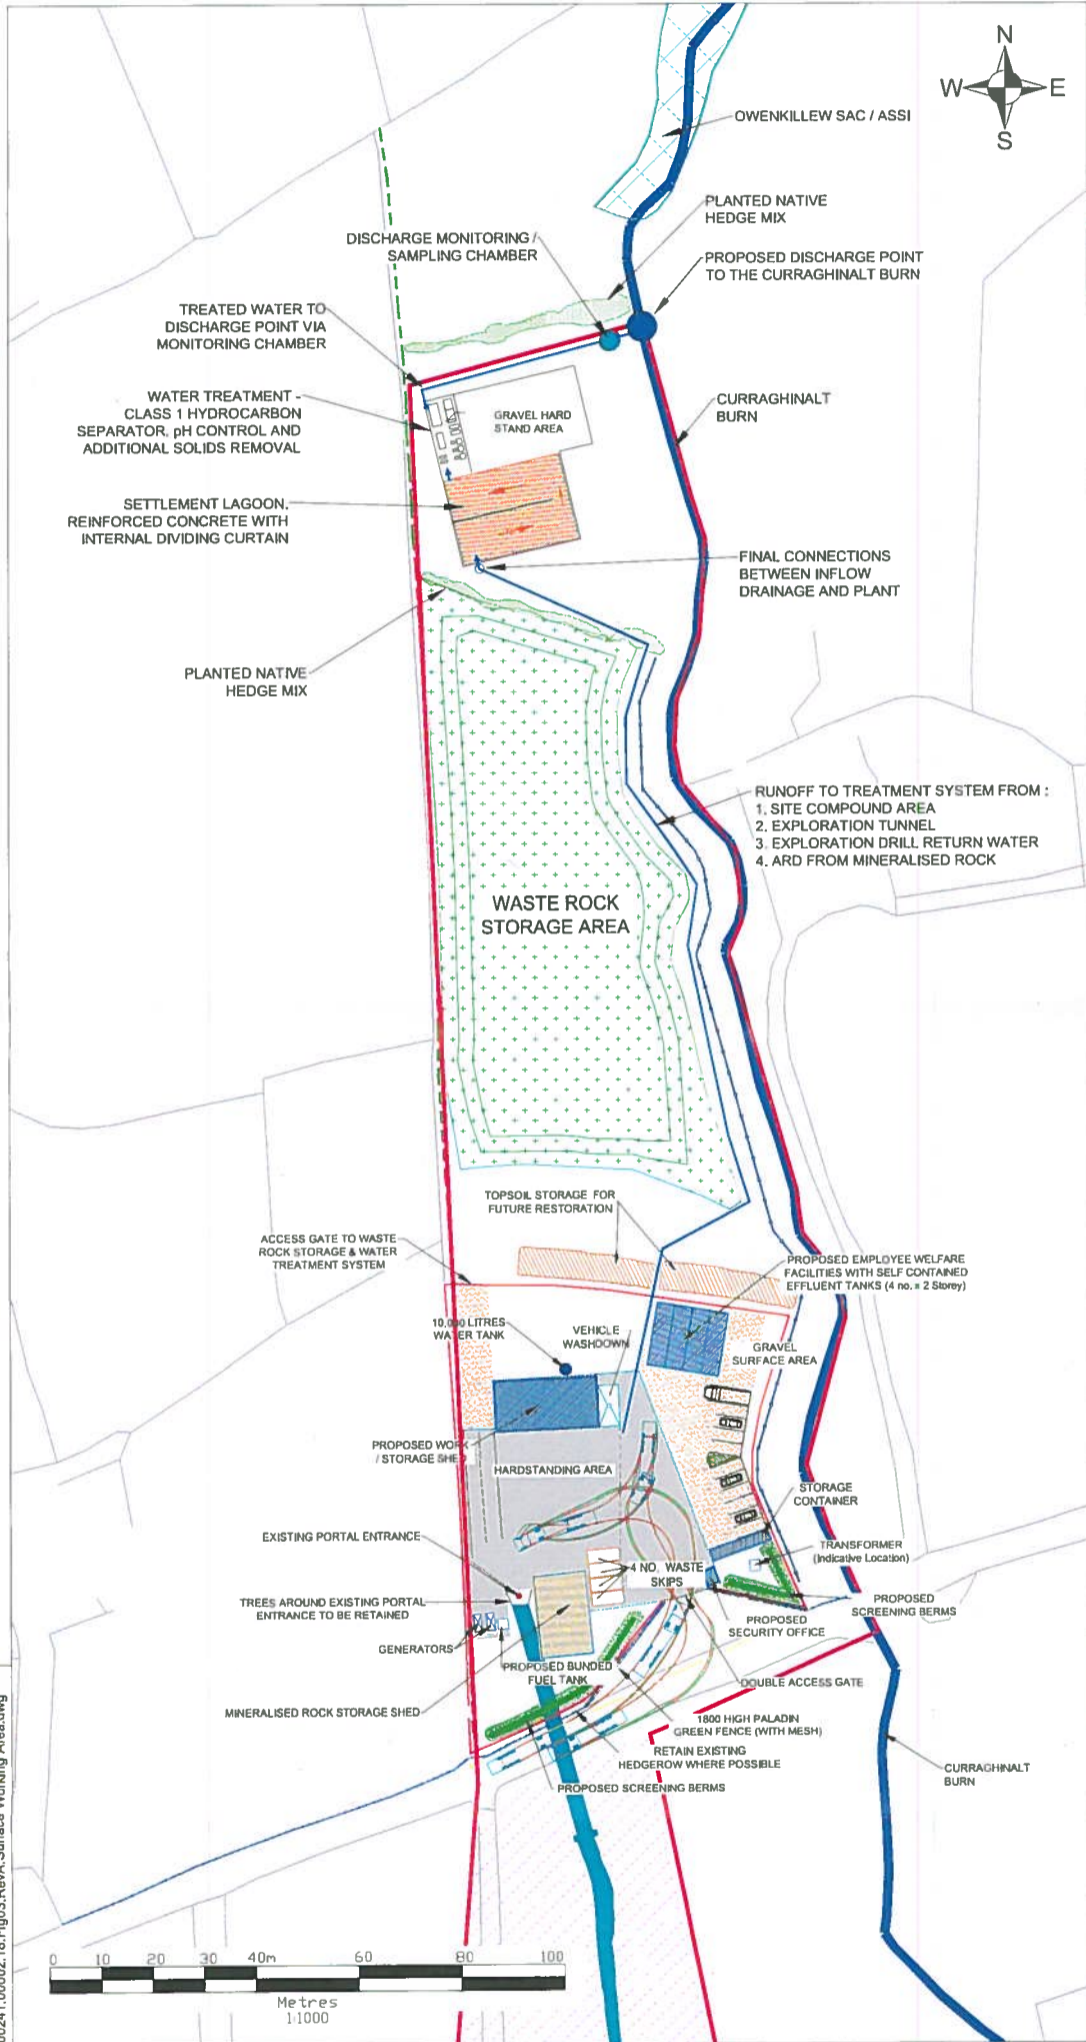 N
W E
S
OWENKILLEW SAC / ASSI
PLANTED NATIVE
HEDGE MIX
DISCHARGE MONITORING /
SAMPLING CHAMBER
PROPOSED DISCHARGE POINT
TO THE CURRAGHINALT BURN
TREATED WATER TO
DISCHARGE POINT VIA
MONITORING CHAMBER
WATER TREATMENT -
CLASS 1 HYDROCARBON
SEPARATOR, pH CONTROL AND
ADDITIONAL SOLIDS REMOVAL
GRAVEL HARD
STAND AREA
CURRAGHINALT
BURN
SETTLEMENT LAGOON.
REINFORCED CONCRETE WITH
INTERNAL DIVIDING CURTAIN
FINAL CONNECTIONS
BETWEEN INFLOW
DRAINAGE AND PLANT
PLANTED NATIVE
HEDGE MIX
RUNOFF TO TREATMENT SYSTEM FROM :
1. SITE COMPOUND AREA
2. EXPLORATION TUNNEL
3. EXPLORATION DRILL RETURN WATER
4. ARD FROM MINERALISED ROCK
WASTE ROCK
STORAGE AREA
TOPSOIL STORAGE FOR
FUTURE RESTORATION
ACCESS GATE TO WASTE
ROCK STORAGE & WATER
TREATMENT SYSTEM
PROPOSED EMPLOYEE WELFARE
FACILITIES WITH SELF CONTAINED
EFFLUENT TANKS (4 no. = 2 Storey)
10,000 LITRES
WATER TANK
VEHICLE
WASHDOWN
GRAVEL
SURFACE AREA
PROPOSED WORK
/ STORAGE SHED
HARDSTANDING AREA
STORAGE
CONTAINER
EXISTING PORTAL ENTRANCE
TRANSFORMER
(Indicative Location)
4 NO. WASTE
SKIPS
TREES AROUND EXISTING PORTAL
ENTRANCE TO BE RETAINED
PROPOSED
SCREENING BERMS
PROPOSED
SECURITY OFFICE
GENERATORS
PROPOSED BUNDED
FUEL TANK
DOUBLE ACCESS GATE
MINERALISED ROCK STORAGE SHED
1800 HIGH PALADIN
GREEN FENCE (WITH MESH)
RETAIN EXISTING
HEDGEROW WHERE POSSIBLE
CURRAGHINALT
BURN
PROPOSED SCREENING BERMS
0 10 20 30 40m 60 80 100
Metres
1:1000